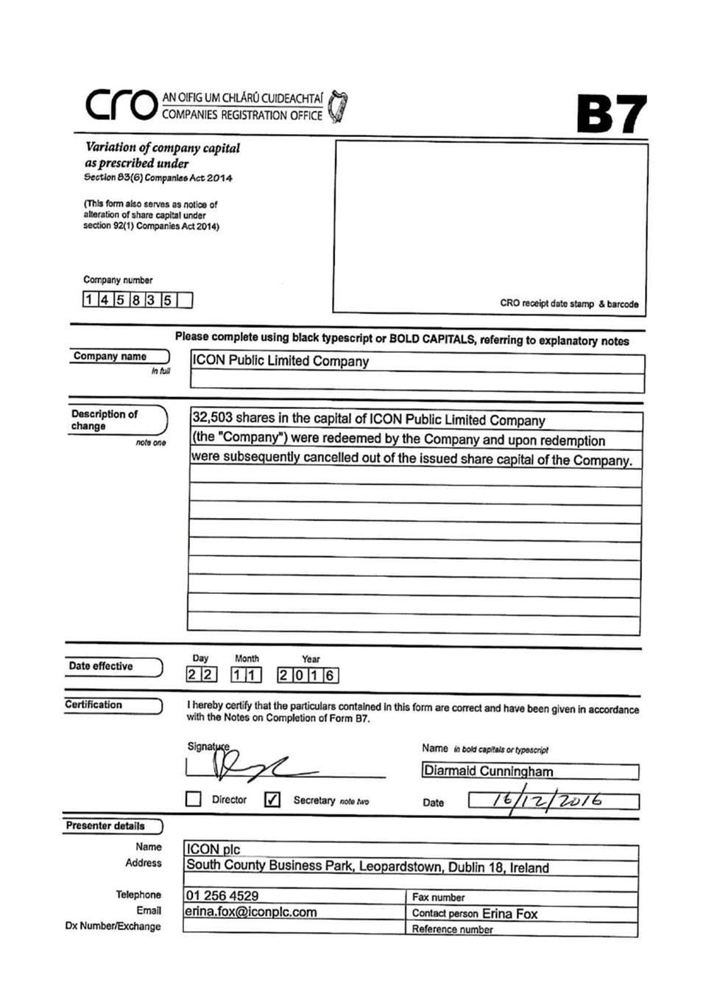 cro AN OIFIG UM CHLÁRÚ CUIDEACHTAÍ
COMPANIES REGISTRATION OFFICE
B7
Variation of company capital
as prescribed under
Section 83(6) Companies Act 2014
(This form also serves as notice of
alteration of share capital under
section 92(1) Companies Act 2014)
Company number
145835
CRO receipt date stamp & barcode
Please complete using black typescript or BOLD CAPITALS, referring to explanatory notes
Company name
in full
ICON Public Limited Company
Description of
change
note one
32,503 shares in the capital of ICON Public Limited Company
(the "Company") were redeemed by the Company and upon redemption
were subsequently cancelled out of the issued share capital of the Company.
Date effective
Day Month Year
22 11 2016
Certification
I hereby certify that the particulars contained in this form are correct and have been given in accordance
with the Notes on Completion of Form B7.
Signature
Name in bold capitals or typescript
Diarmaid Cunningham
Director ✓ Secretary note two
Date 16/12/2016
Presenter details
Name ICON plc
Address South County Business Park, Leopardstown, Dublin 18, Ireland
Telephone 01 256 4529 Fax number
Email erina.fox@iconplc.com Contact person Erina Fox
Dx Number/Exchange Reference number